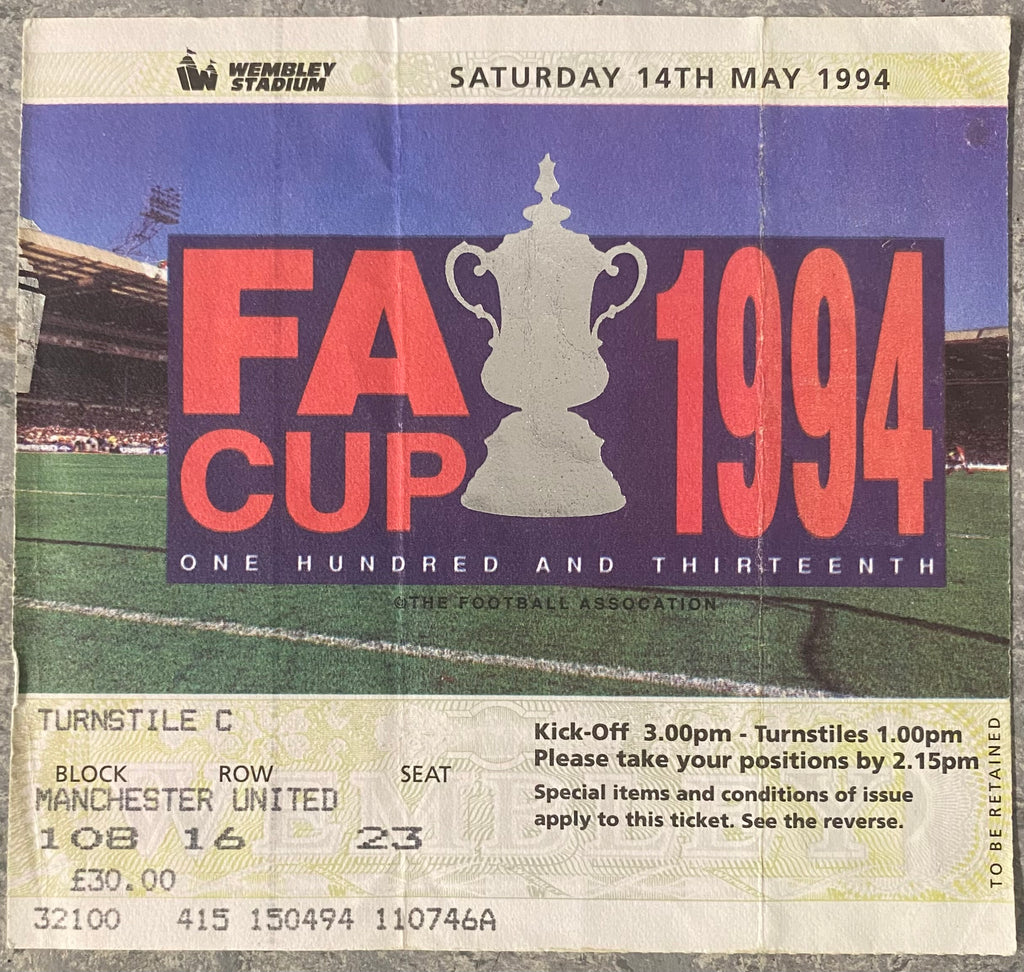 WEMBLEY
STADIUM
SATURDAY 14TH MAY 1994
FA
CUP
1994
ONE HUNDRED AND THIRTEENTH
©THE FOOTBALL ASSOCATION
TURNSTILE C
BLOCK ROW SEAT
MANCHESTER UNITED
108 16 23
£30.00
32100 415 150494 110746A
Kick-Off 3.00pm - Turnstiles 1.00pm
Please take your positions by 2.15pm
Special items and conditions of issue
apply to this ticket. See the reverse.
TO BE RETAINED
WEMBLEY